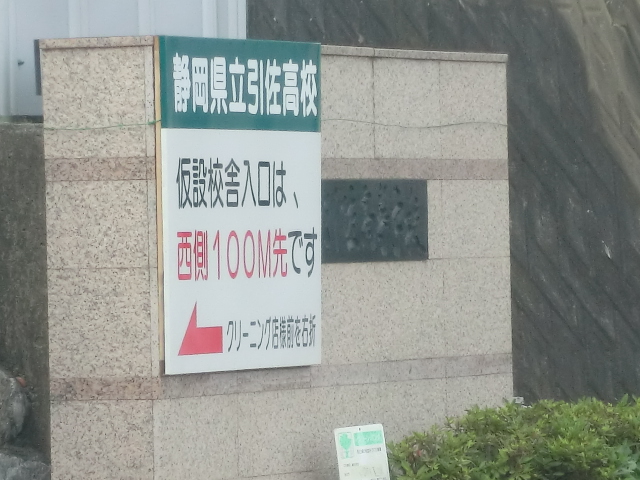 静岡県立引佐高校
仮設校舎入口は、
西側100M先です
クリーニング店様前を右折